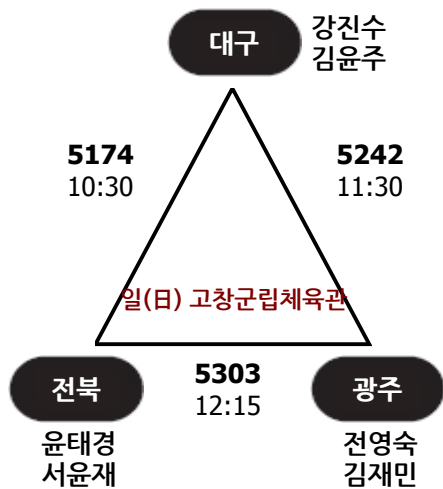 대구
강진수
김윤주
5174
10:30
5242
11:30
일(日) 고창군립체육관
전북
5303
12:15
광주
윤태경
서윤재
전영숙
김재민